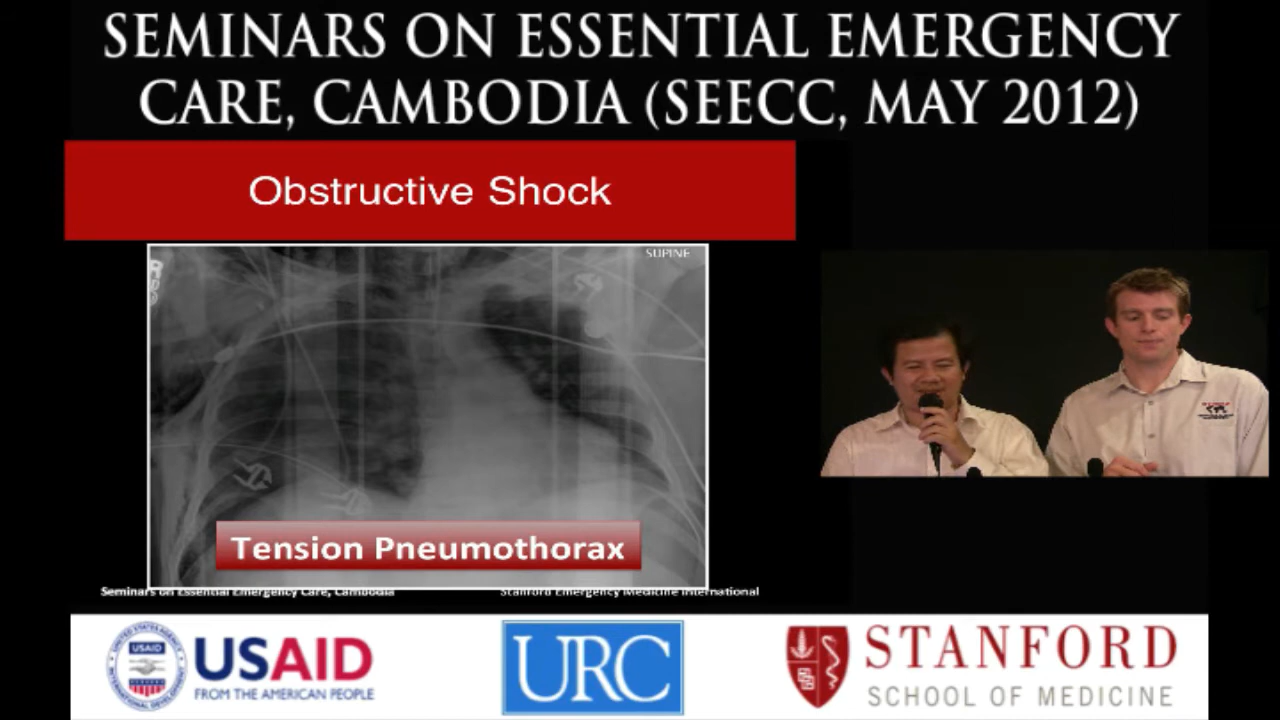 SEMINARS ON ESSENTIAL EMERGENCY
CARE, CAMBODIA (SEECC, MAY 2012)
Obstructive Shock
SUPINE
Tension Pneumothorax
Seminars on Essential Emergency Care, Cambodia
Stanford Emergency Medicine International
USAID
USAID
FROM THE AMERICAN PEOPLE
URC
STANFORD
SCHOOL OF MEDICINE